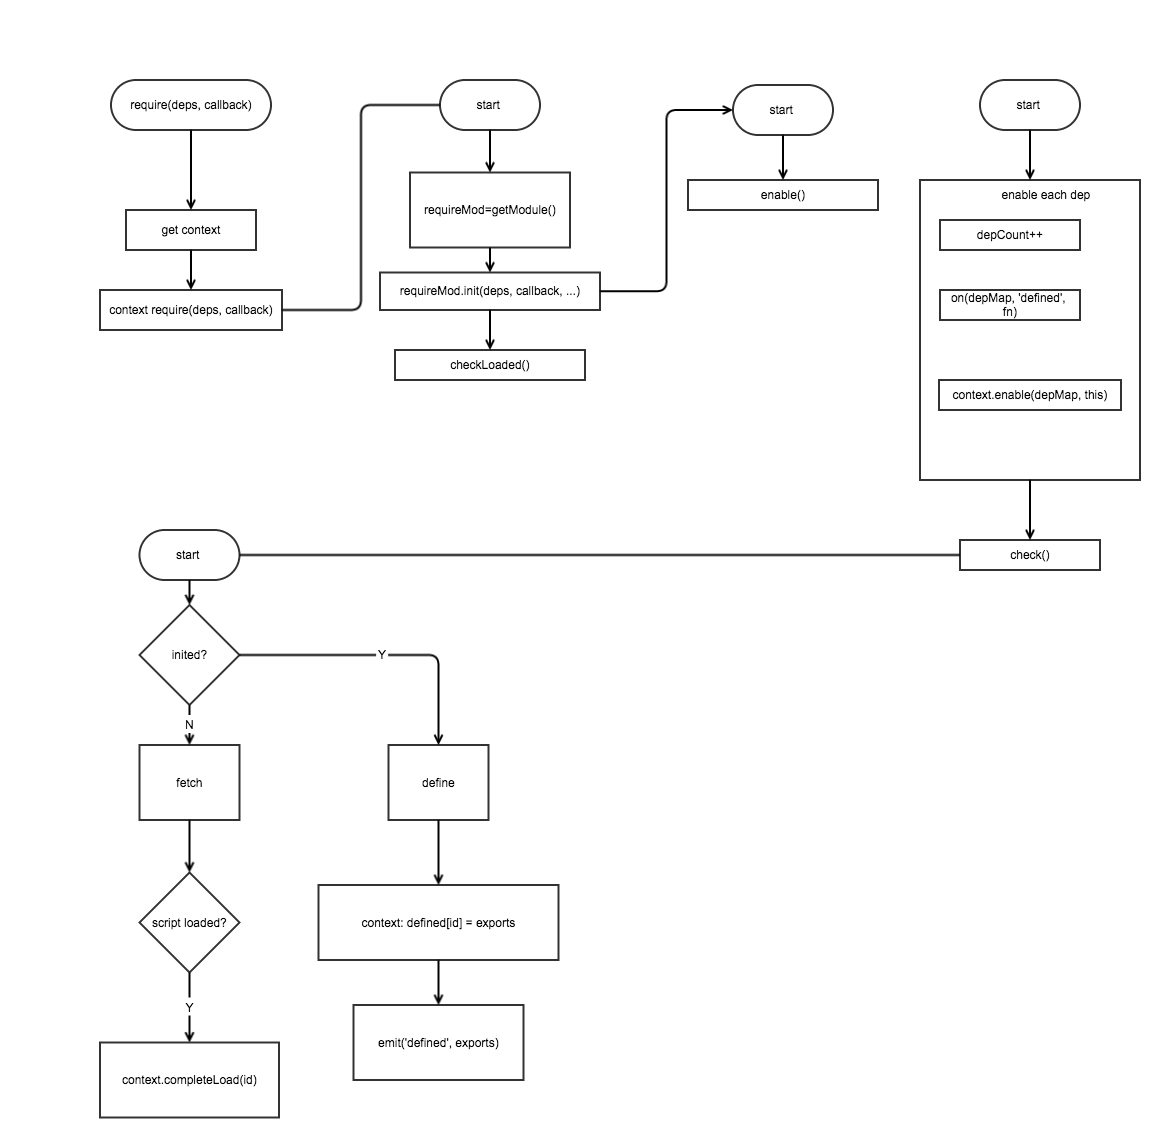 require(deps, callback)
get context
context require(deps, callback)
start
requireMod=getModule()
requireMod.init(deps, callback, ...)
checkLoaded()
start
enable()
start
enable each dep
depCount++
on(depMap, 'defined',
fn)
context.enable(depMap, this)
check()
start
inited?
Y
N
fetch
define
script loaded?
context: defined[id] = exports
Y
emit('defined', exports)
context.completeLoad(id)